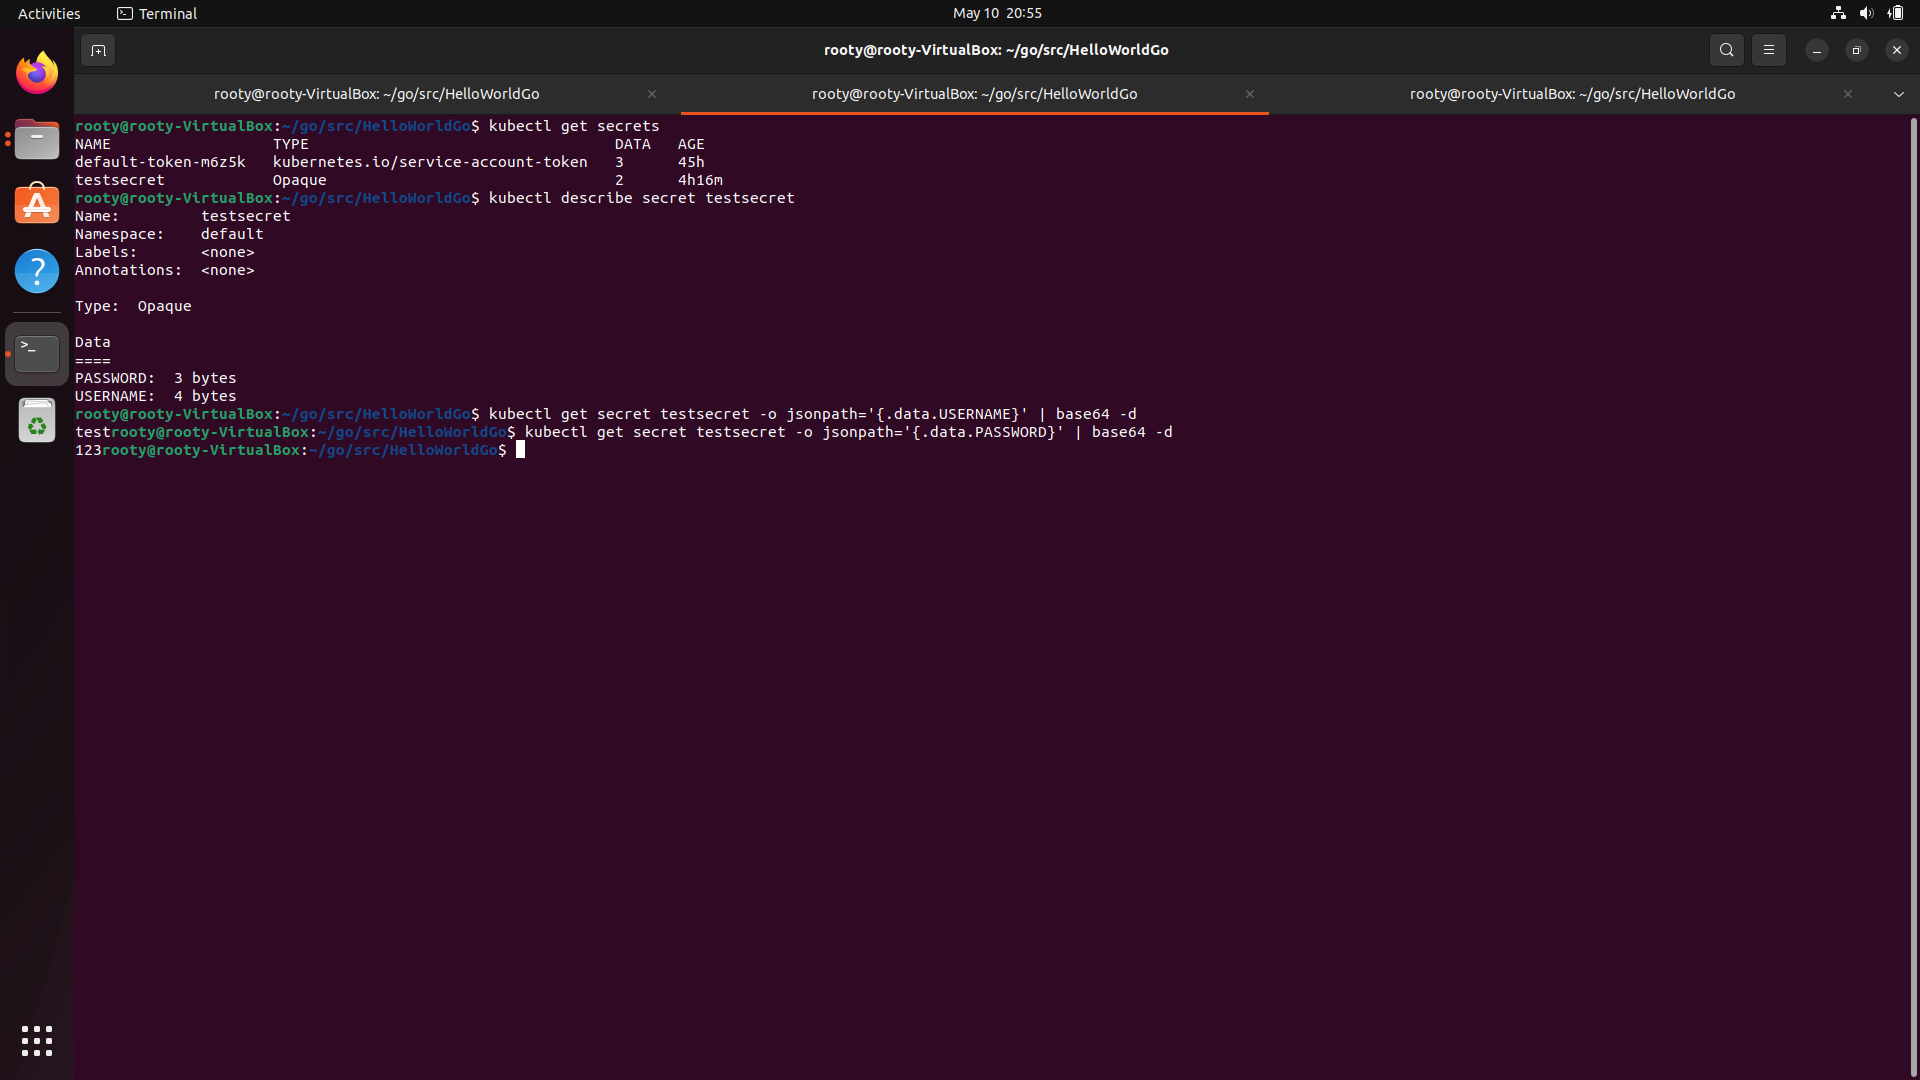 Activities Terminal May 10 20:55
rooty@rooty-VirtualBox: ~/go/src/HelloWorldGo
rooty@rooty-VirtualBox: ~/go/src/HelloWorldGo rooty@rooty-VirtualBox: ~/go/src/HelloWorldGo rooty@rooty-VirtualBox: ~/go/src/HelloWorldGo
rooty@rooty-VirtualBox:~/go/src/HelloWorldGo$ kubectl get secrets
NAME                  TYPE                                  DATA   AGE
default-token-m6z5k   kubernetes.io/service-account-token   3      45h
testsecret            Opaque                                2      4h16m
rooty@rooty-VirtualBox:~/go/src/HelloWorldGo$ kubectl describe secret testsecret
Name:         testsecret
Namespace:    default
Labels:       <none>
Annotations:  <none>
Type:  Opaque
Data
====
PASSWORD:  3 bytes
USERNAME:  4 bytes
rooty@rooty-VirtualBox:~/go/src/HelloWorldGo$ kubectl get secret testsecret -o jsonpath='{.data.USERNAME}' | base64 -d
testrooty@rooty-VirtualBox:~/go/src/HelloWorldGo$ kubectl get secret testsecret -o jsonpath='{.data.PASSWORD}' | base64 -d
123rooty@rooty-VirtualBox:~/go/src/HelloWorldGo$